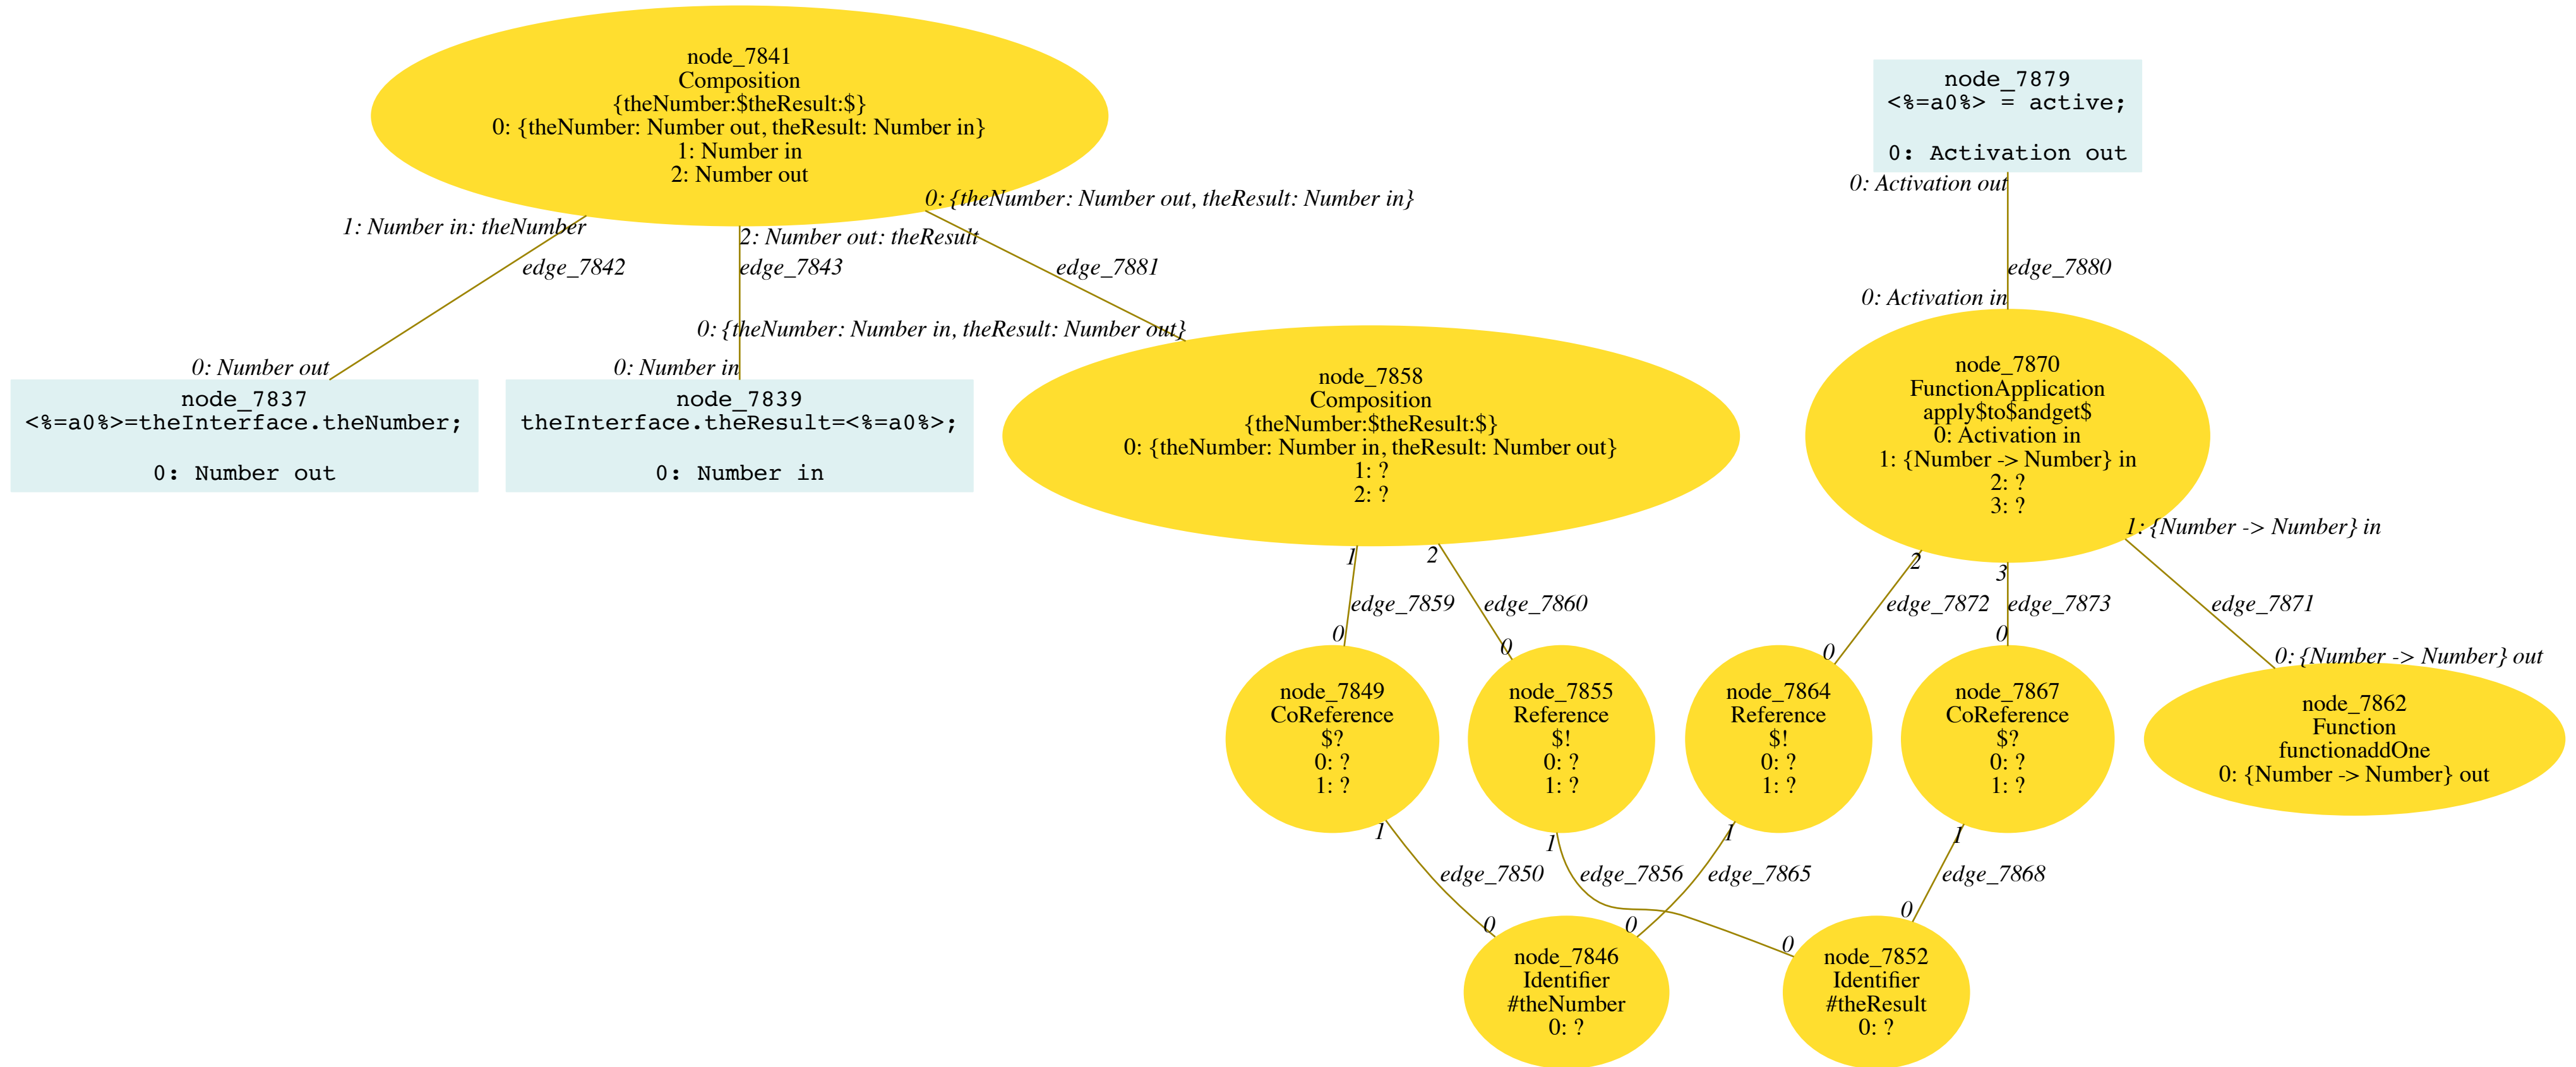 node_7841
Composition
{theNumber:$theResult:$}
0: {theNumber: Number out, theResult: Number in}
1: Number in
2: Number out
node_7879
<%=a0%> = active;
0: Activation out
0: {theNumber: Number out, theResult: Number in}
1: Number in: theNumber
2: Number out: theResult
0: Activation out
edge_7842
edge_7843
edge_7881
edge_7880
0: Activation in
0: {theNumber: Number in, theResult: Number out}
0: Number out
0: Number in
node_7837
<%=a0%>=theInterface.theNumber;
0: Number out
node_7839
theInterface.theResult=<%=a0%>;
0: Number in
node_7858
Composition
{theNumber:$theResult:$}
0: {theNumber: Number in, theResult: Number out}
1: ?
2: ?
node_7870
FunctionApplication
apply$to$andget$
0: Activation in
1: {Number -> Number} in
2: ?
3: ?
1: {Number -> Number} in
1
2
2
3
edge_7859
edge_7860
edge_7872
edge_7873
edge_7871
0
0
0
0
0: {Number -> Number} out
node_7849
CoReference
$?
0: ?
1: ?
node_7855
Reference
$!
0: ?
1: ?
node_7864
Reference
$!
0: ?
1: ?
node_7867
CoReference
$?
0: ?
1: ?
node_7862
Function
functionaddOne
0: {Number -> Number} out
1
1
1
1
edge_7850
edge_7856
edge_7865
edge_7868
0
0
0
0
node_7846
Identifier
#theNumber
0: ?
node_7852
Identifier
#theResult
0: ?